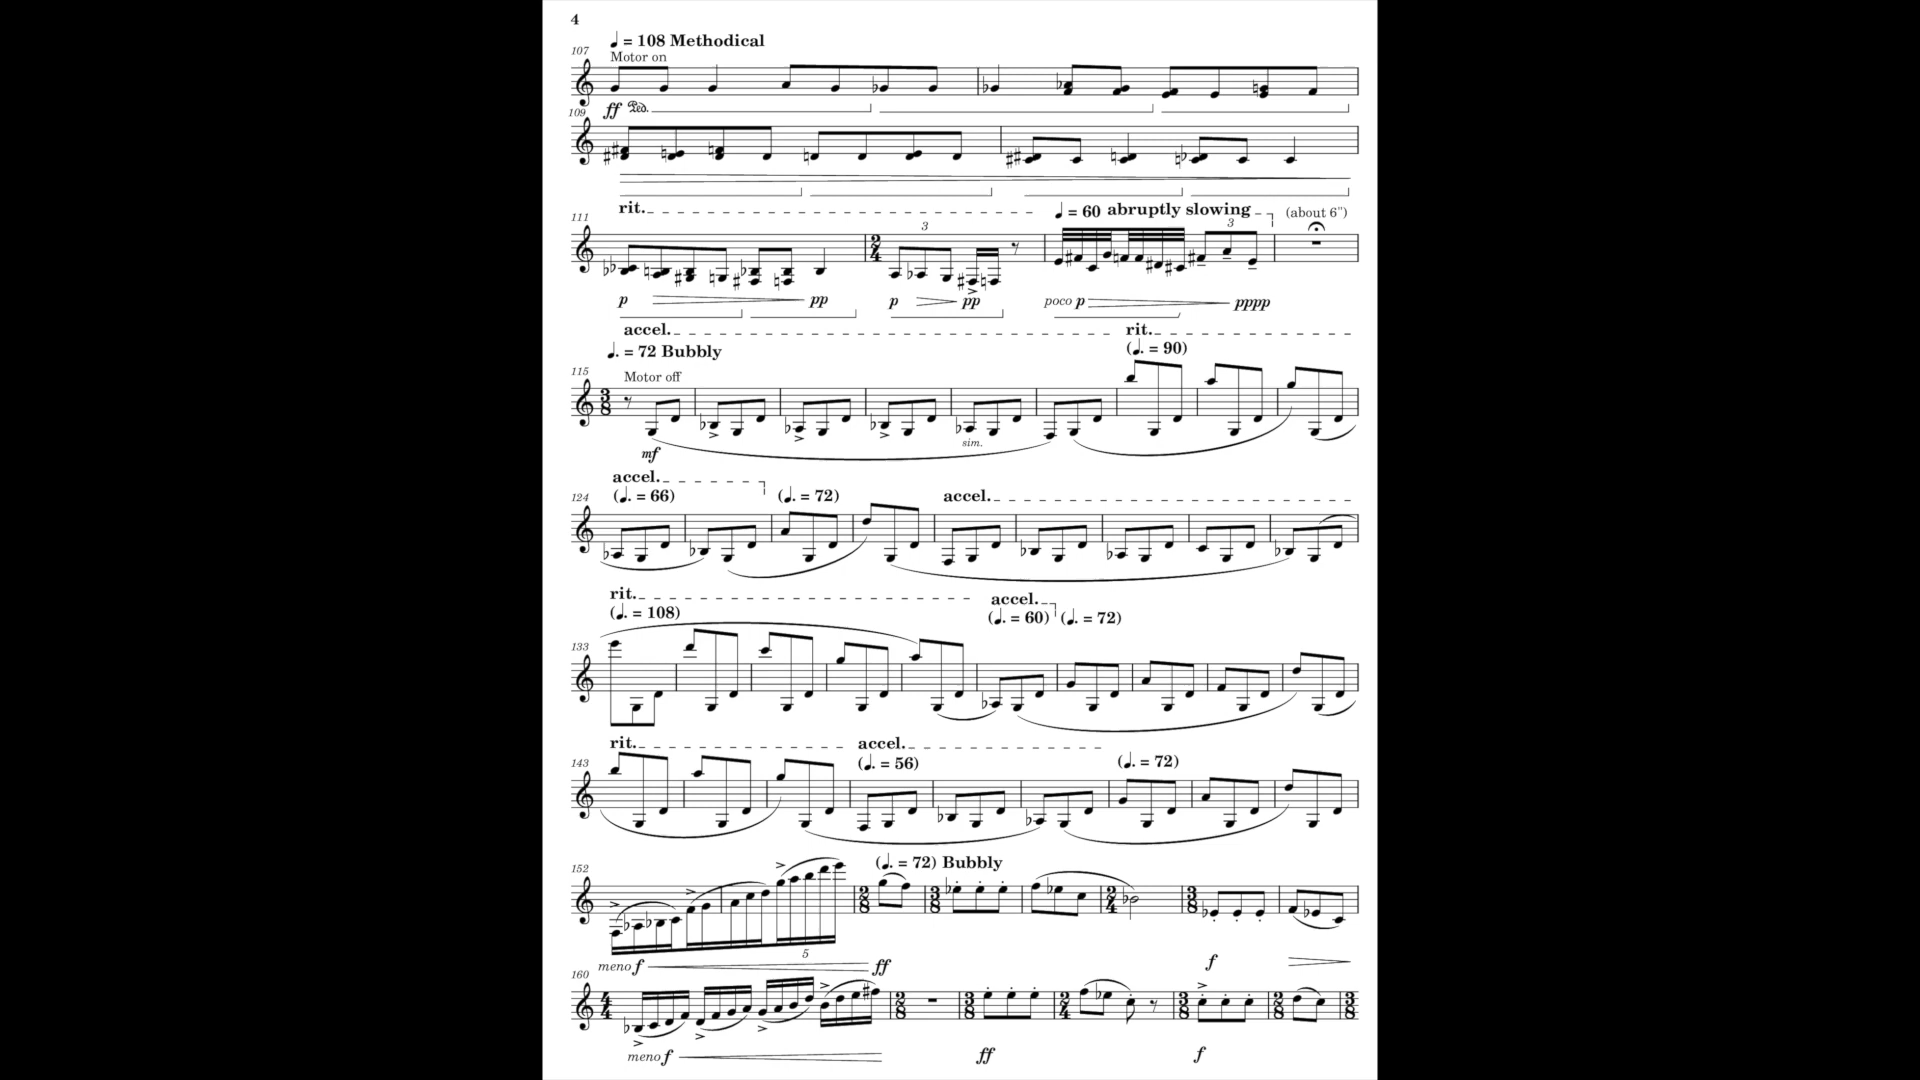 4
♩ = 108 Methodical
107
Motor on
ff Ped.
109
rit.
♩ = 60 abruptly slowing
(about 6")
111
3
2
4
3
p
pp
p
pp
poco p
pppp
accel.
rit.
♩. = 72 Bubbly
(♩. = 90)
115
Motor off
3
8
sim.
mf
accel.
(♩. = 66)
(♩. = 72)
accel.
124
rit.
(♩. = 108)
accel.
(♩. = 60) (♩. = 72)
133
rit.
accel.
(♩. = 56)
(♩. = 72)
143
(♩. = 72) Bubbly
152
2
8
3
8
2
4
3
8
5
meno f
ff
f
160
4
4
2
8
3
8
2
4
3
8
2
8
3
8
meno f
ff
f